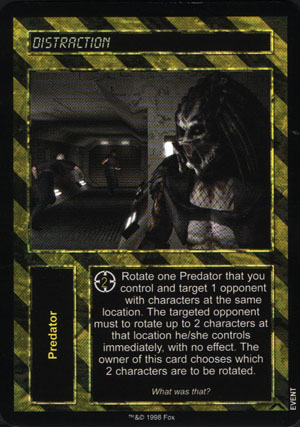 DISTRACTION
2
Rotate one Predator that you
control and target 1 opponent
with characters at the same
location. The targeted opponent
must to rotate up to 2 characters at
that location he/she controls
immediately, with no effect. The
owner of this card chooses which
2 characters are to be rotated.
What was that?
Predator
™&© 1998 Fox
EVENT